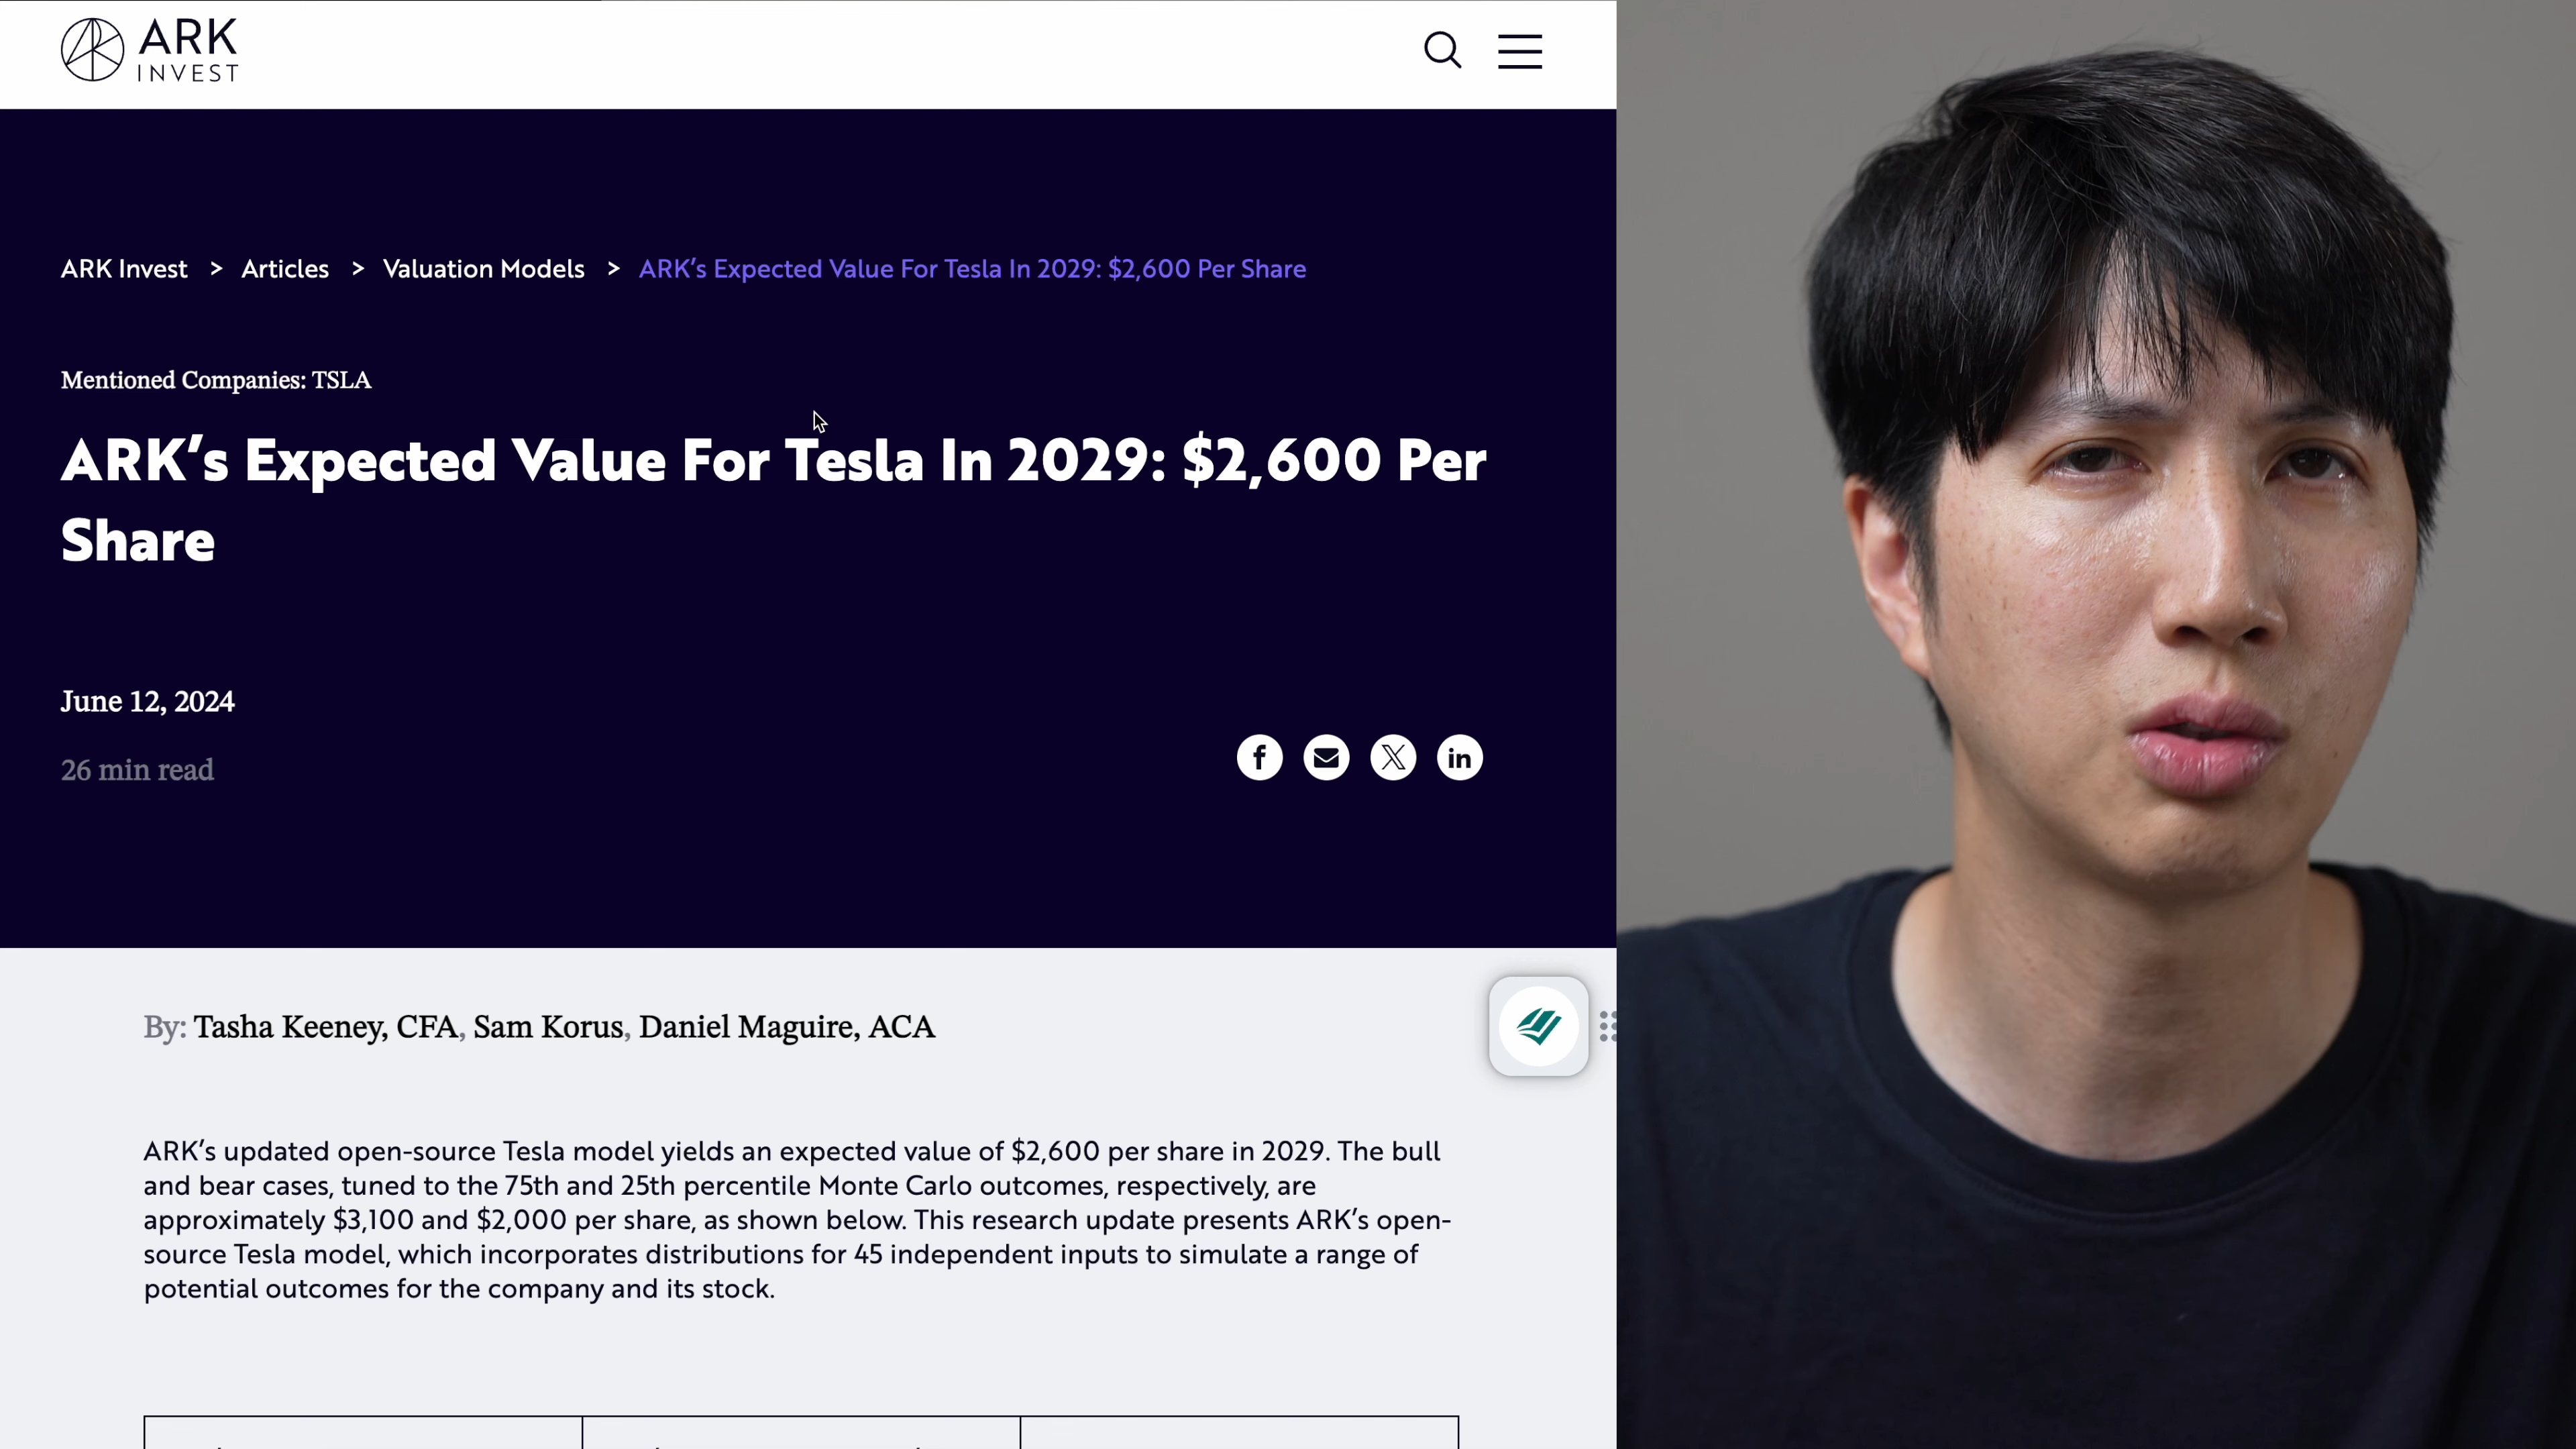 ARK
INVEST
ARK Invest > Articles > Valuation Models > ARK’s Expected Value For Tesla In 2029: $2,600 Per Share
Mentioned Companies: TSLA
ARK’s Expected Value For Tesla In 2029: $2,600 Per
Share
June 12, 2024
26 min read
f X in
By: Tasha Keeney, CFA, Sam Korus, Daniel Maguire, ACA
ARK’s updated open-source Tesla model yields an expected value of $2,600 per share in 2029. The bull
and bear cases, tuned to the 75th and 25th percentile Monte Carlo outcomes, respectively, are
approximately $3,100 and $2,000 per share, as shown below. This research update presents ARK’s open-
source Tesla model, which incorporates distributions for 45 independent inputs to simulate a range of
potential outcomes for the company and its stock.